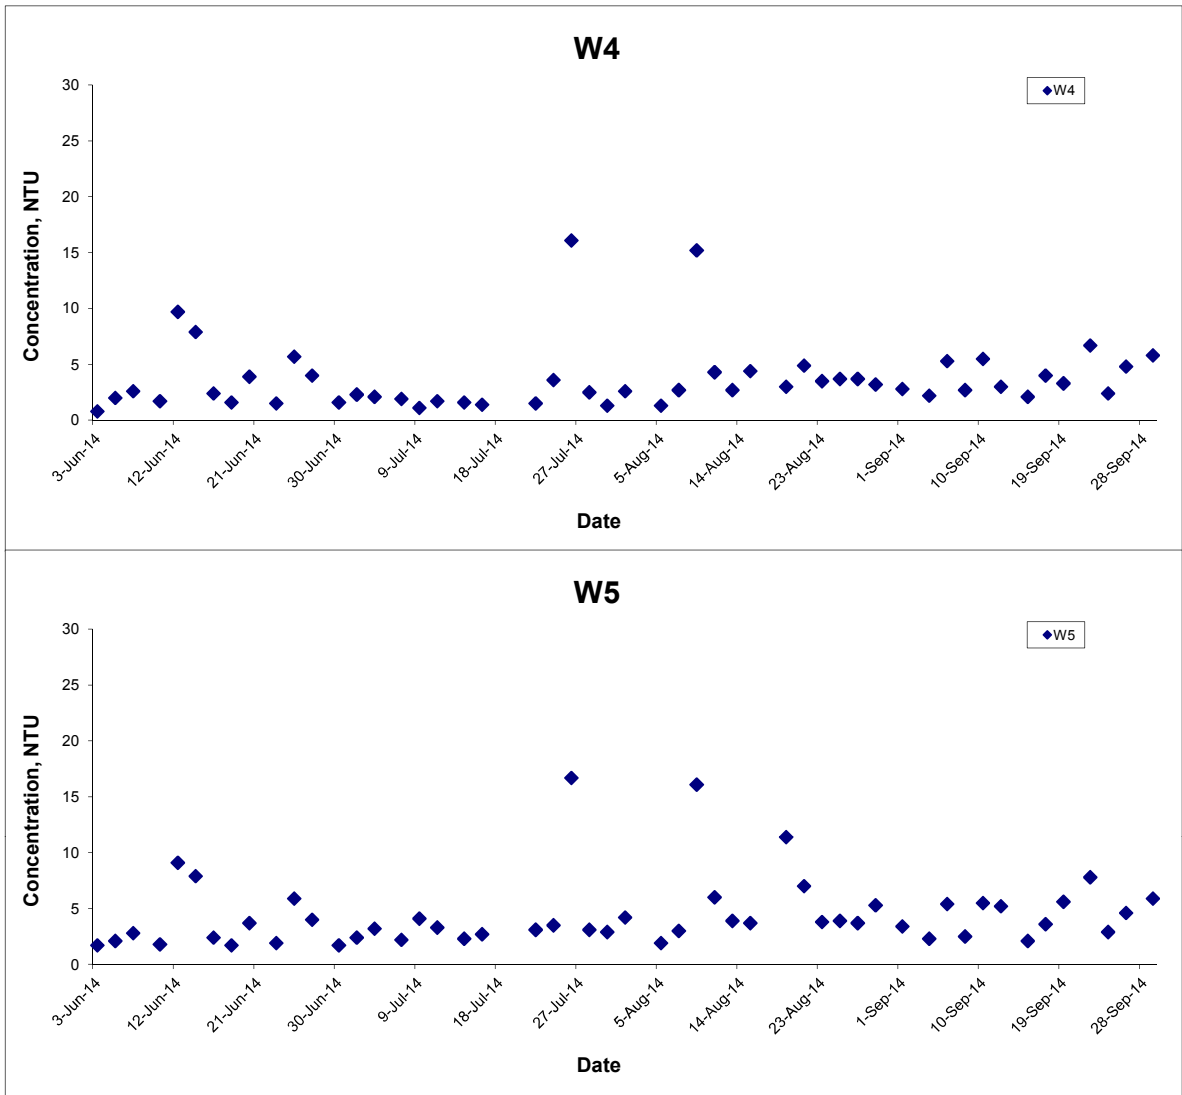 W4
W4
Concentration, NTU
30
25
20
15
10
5
0
3-Jun-14 12-Jun-14 21-Jun-14 30-Jun-14 9-Jul-14 18-Jul-14 27-Jul-14 5-Aug-14 14-Aug-14 23-Aug-14 1-Sep-14 10-Sep-14 19-Sep-14 28-Sep-14
Date
W5
W5
Concentration, NTU
30
25
20
15
10
5
0
3-Jun-14 12-Jun-14 21-Jun-14 30-Jun-14 9-Jul-14 18-Jul-14 27-Jul-14 5-Aug-14 14-Aug-14 23-Aug-14 1-Sep-14 10-Sep-14 19-Sep-14 28-Sep-14
Date